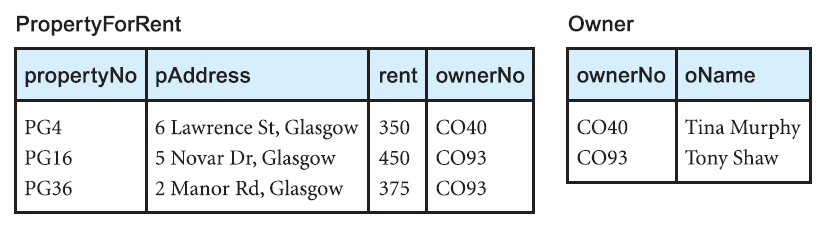 PropertyForRent
propertyNo pAddress rent ownerNo
PG4 6 Lawrence St, Glasgow 350 CO40
PG16 5 Novar Dr, Glasgow 450 CO93
PG36 2 Manor Rd, Glasgow 375 CO93
Owner
ownerNo oName
CO40 Tina Murphy
CO93 Tony Shaw